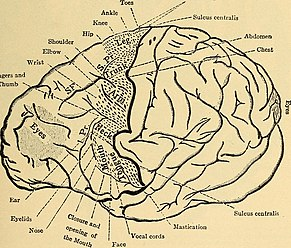 Toes
Ankle
Knee
Hip
Sulcus centralis
Shoulder
Elbow
Wrist
Abdomen
Chest
ngers and
Thumb
Leg
Eyes
Eyes
Ear
Eyelids
Nose
Closure and
opening of
the Mouth
Face
Vocal cords
Mastication
Sulcus centralis